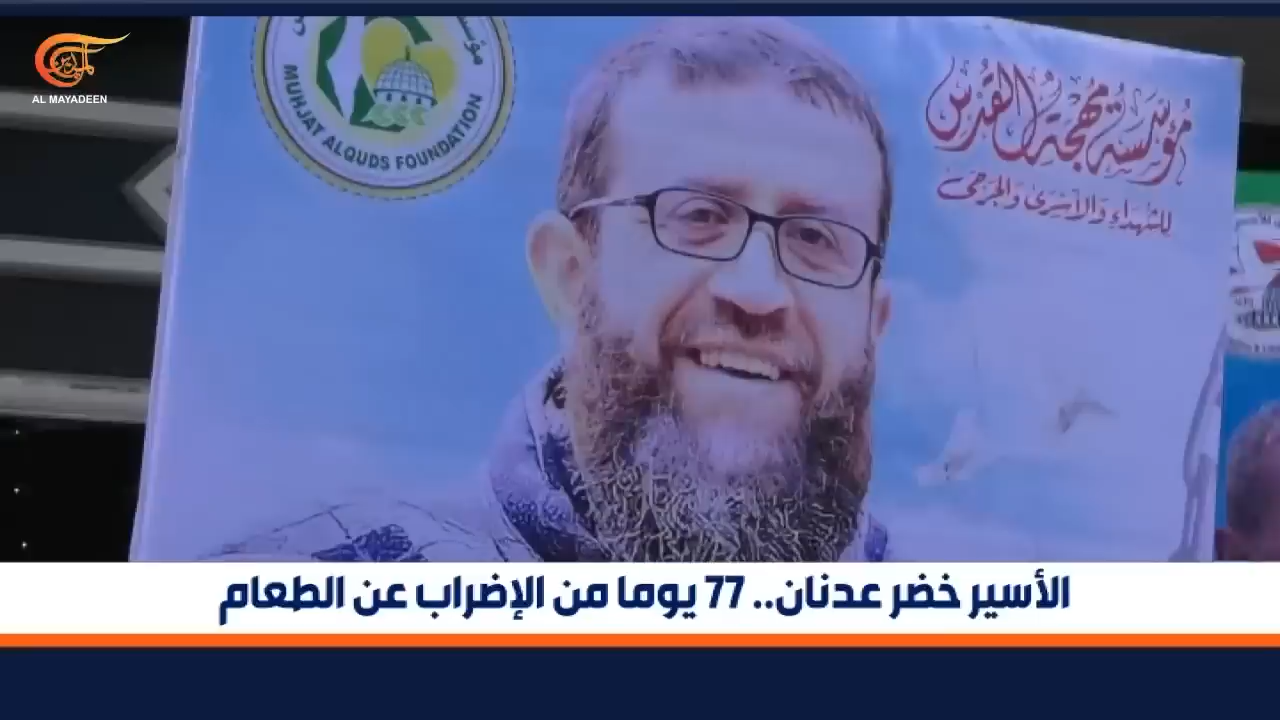 AL MAYADEEN
MUHJAT ALQUDS FOUNDATION
مؤسسة مهجة القدس
للشهداء والأسرى والجرحى
الأسير خضر عدنان.. 77 يوما من الإضراب عن الطعام